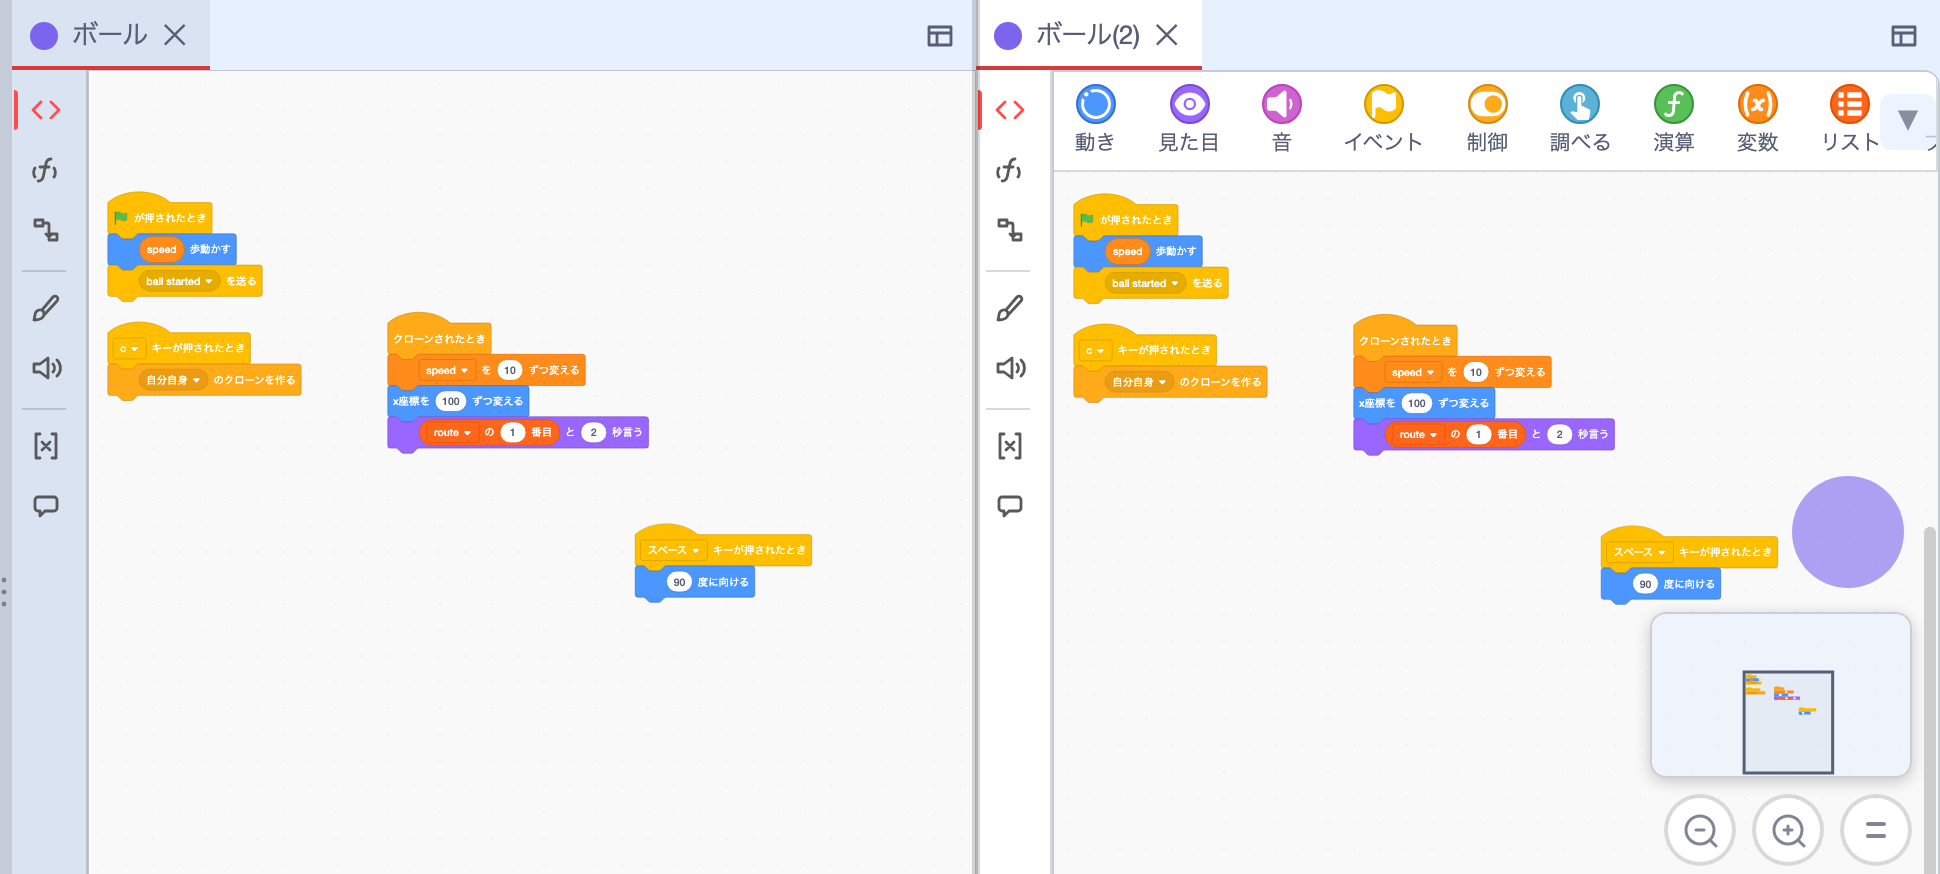 ボール
が押されたとき
speed 歩動かす
ball started を送る
c キーが押されたとき
自分自身 のクローンを作る
クローンされたとき
speed を 10 ずつ変える
x座標を 100 ずつ変える
route の 1 番目 と 2 秒言う
スペース キーが押されたとき
90 度に向ける
ボール(2)
動き 見た目 音 イベント 制御 調べる 演算 変数 リスト
が押されたとき
speed 歩動かす
ball started を送る
c キーが押されたとき
自分自身 のクローンを作る
クローンされたとき
speed を 10 ずつ変える
x座標を 100 ずつ変える
route の 1 番目 と 2 秒言う
スペース キーが押されたとき
90 度に向ける